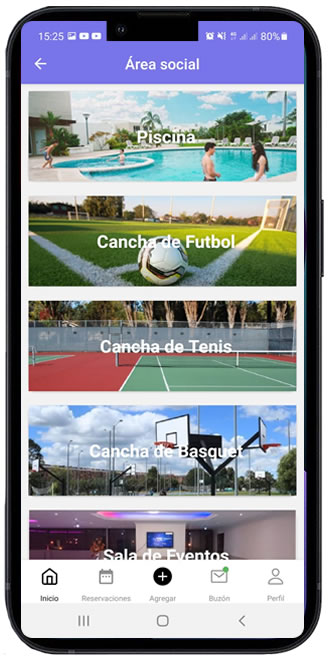 15:25 80%
Área social
Piscina
Cancha de Futbol
Cancha de Tenis
Cancha de Basquet
Sala de Eventos
Inicio Reservaciones Agregar Buzón Perfil